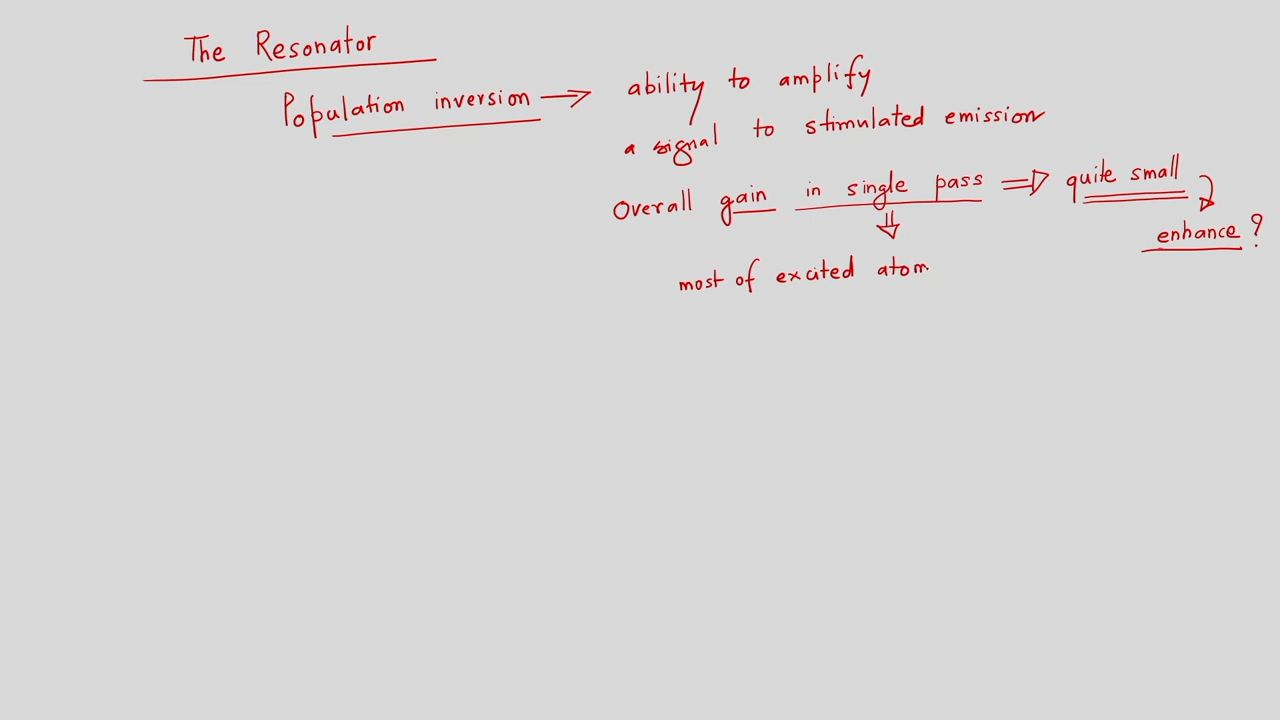 The Resonator
Population inversion → ability to amplify
a signal to stimulated emission
Overall gain in single pass ⇒ quite small
enhance ?
most of excited atom